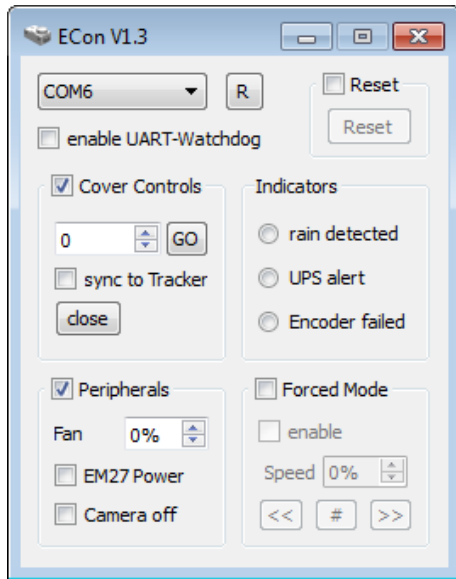 ECon V1.3
COM6 R
Reset
Reset
enable UART-Watchdog
Cover Controls
0 GO
sync to Tracker
close
Indicators
rain detected
UPS alert
Encoder failed
Peripherals
Fan 0%
EM27 Power
Camera off
Forced Mode
enable
Speed 0%
<< # >>